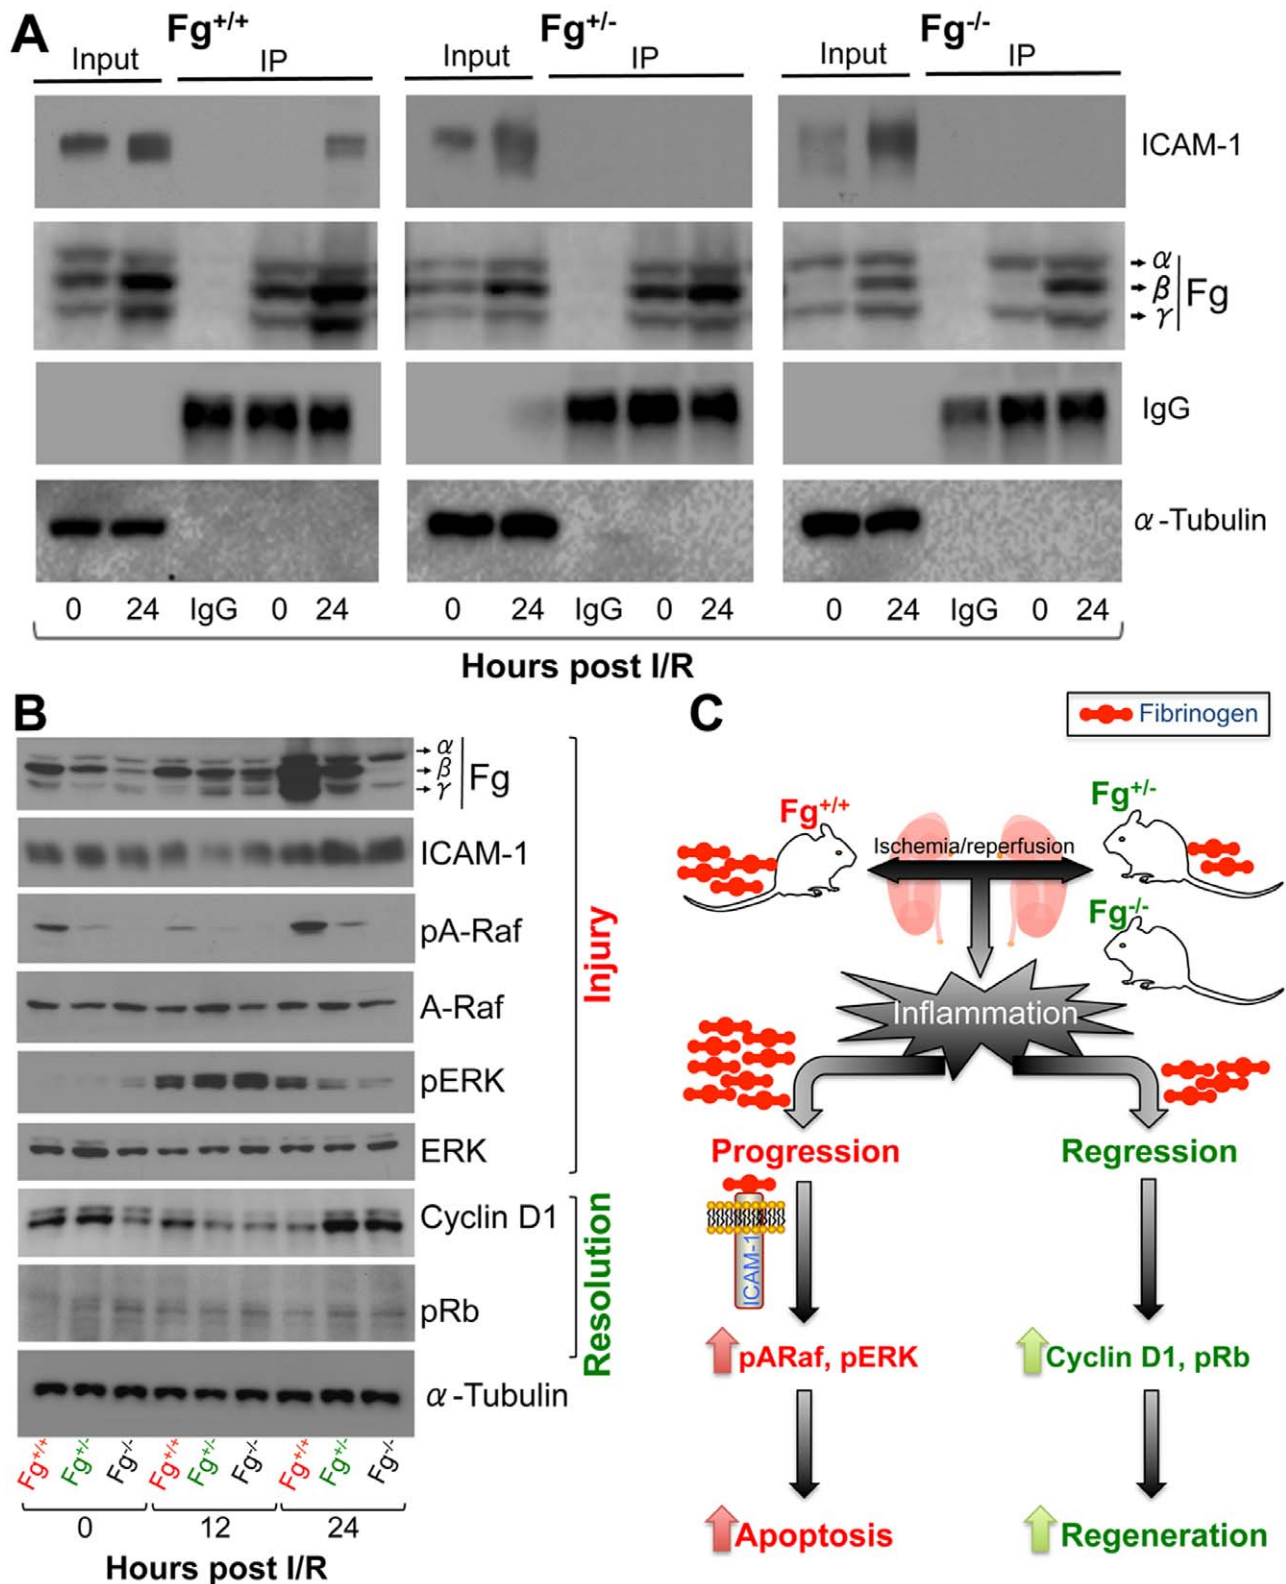 A
Fg+/+ Fg+/- Fg-/-
Input IP Input IP Input IP
ICAM-1
α
β
γ
Fg
IgG
α-Tubulin
0 24 IgG 0 24 0 24 IgG 0 24 0 24 IgG 0 24
Hours post I/R
B
α
β
γ
Fg
ICAM-1
pA-Raf
A-Raf
pERK
ERK
Injury
Cyclin D1
pRb
Resolution
α-Tubulin
Fg+/+ Fg+/- Fg-/- Fg+/+ Fg+/- Fg-/- Fg+/+ Fg+/- Fg-/-
0 12 24
Hours post I/R
C
Fibrinogen
Fg+/+
Fg+/-
Ischemia/reperfusion
Fg-/-
Inflammation
Progression Regression
ICAM-1
pARaf, pERK Cyclin D1, pRb
Apoptosis Regeneration